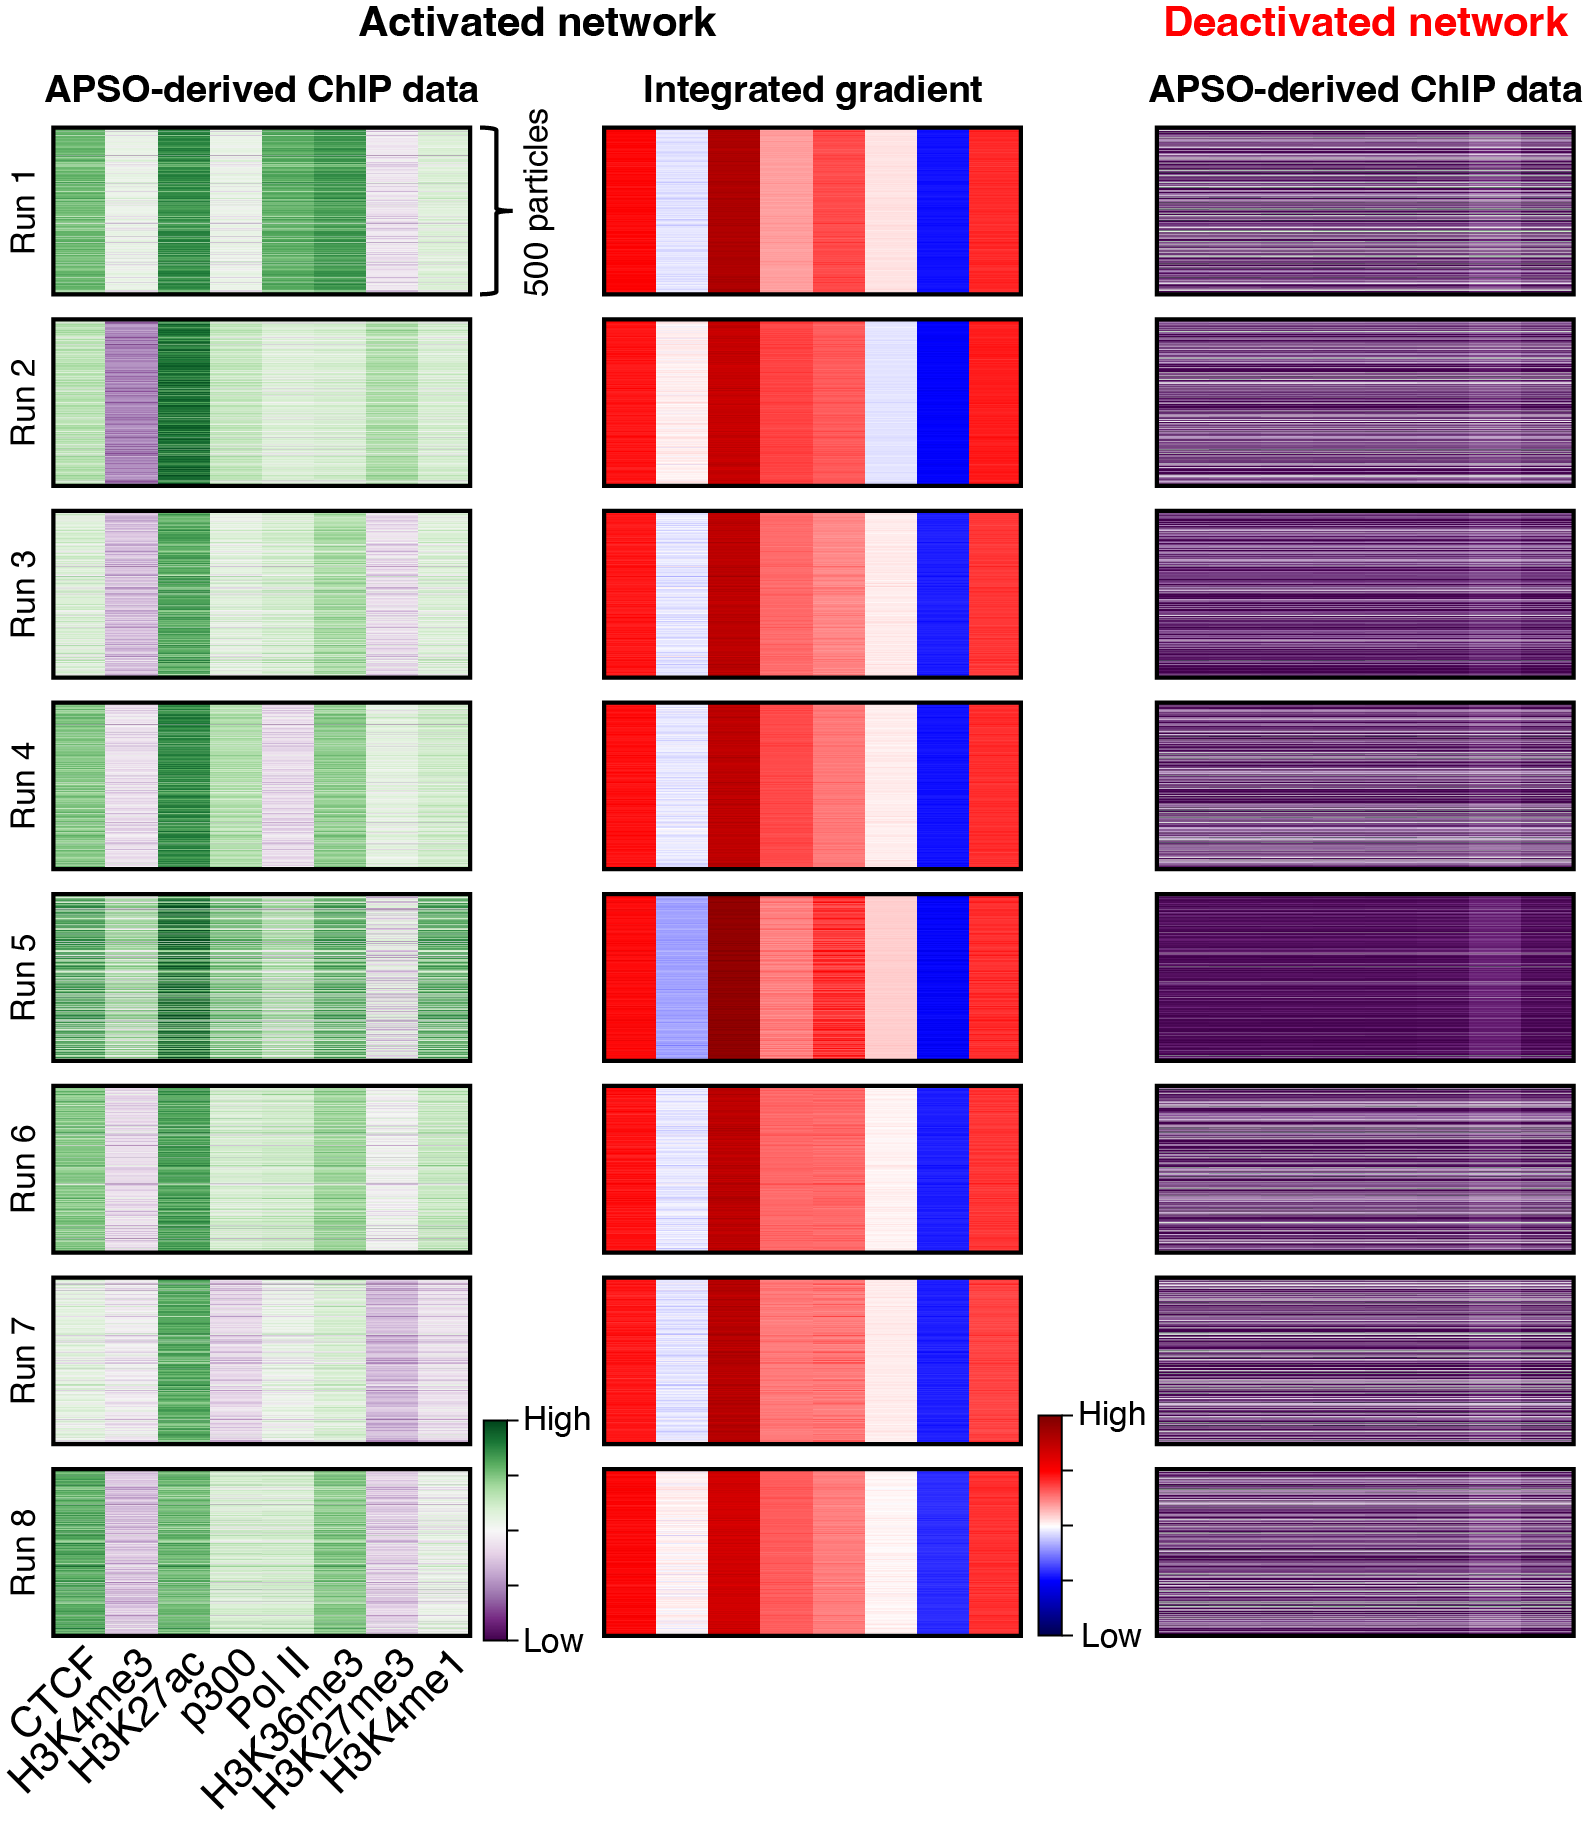 Activated network
Deactivated network
APSO-derived ChIP data
Integrated gradient
APSO-derived ChIP data
Run 1
500 particles
Run 2
Run 3
Run 4
Run 5
Run 6
Run 7
High
Low
High
Low
Run 8
CTCF
H3K4me3
H3K27ac
p300
Pol II
H3K36me3
H3K27me3
H3K4me1